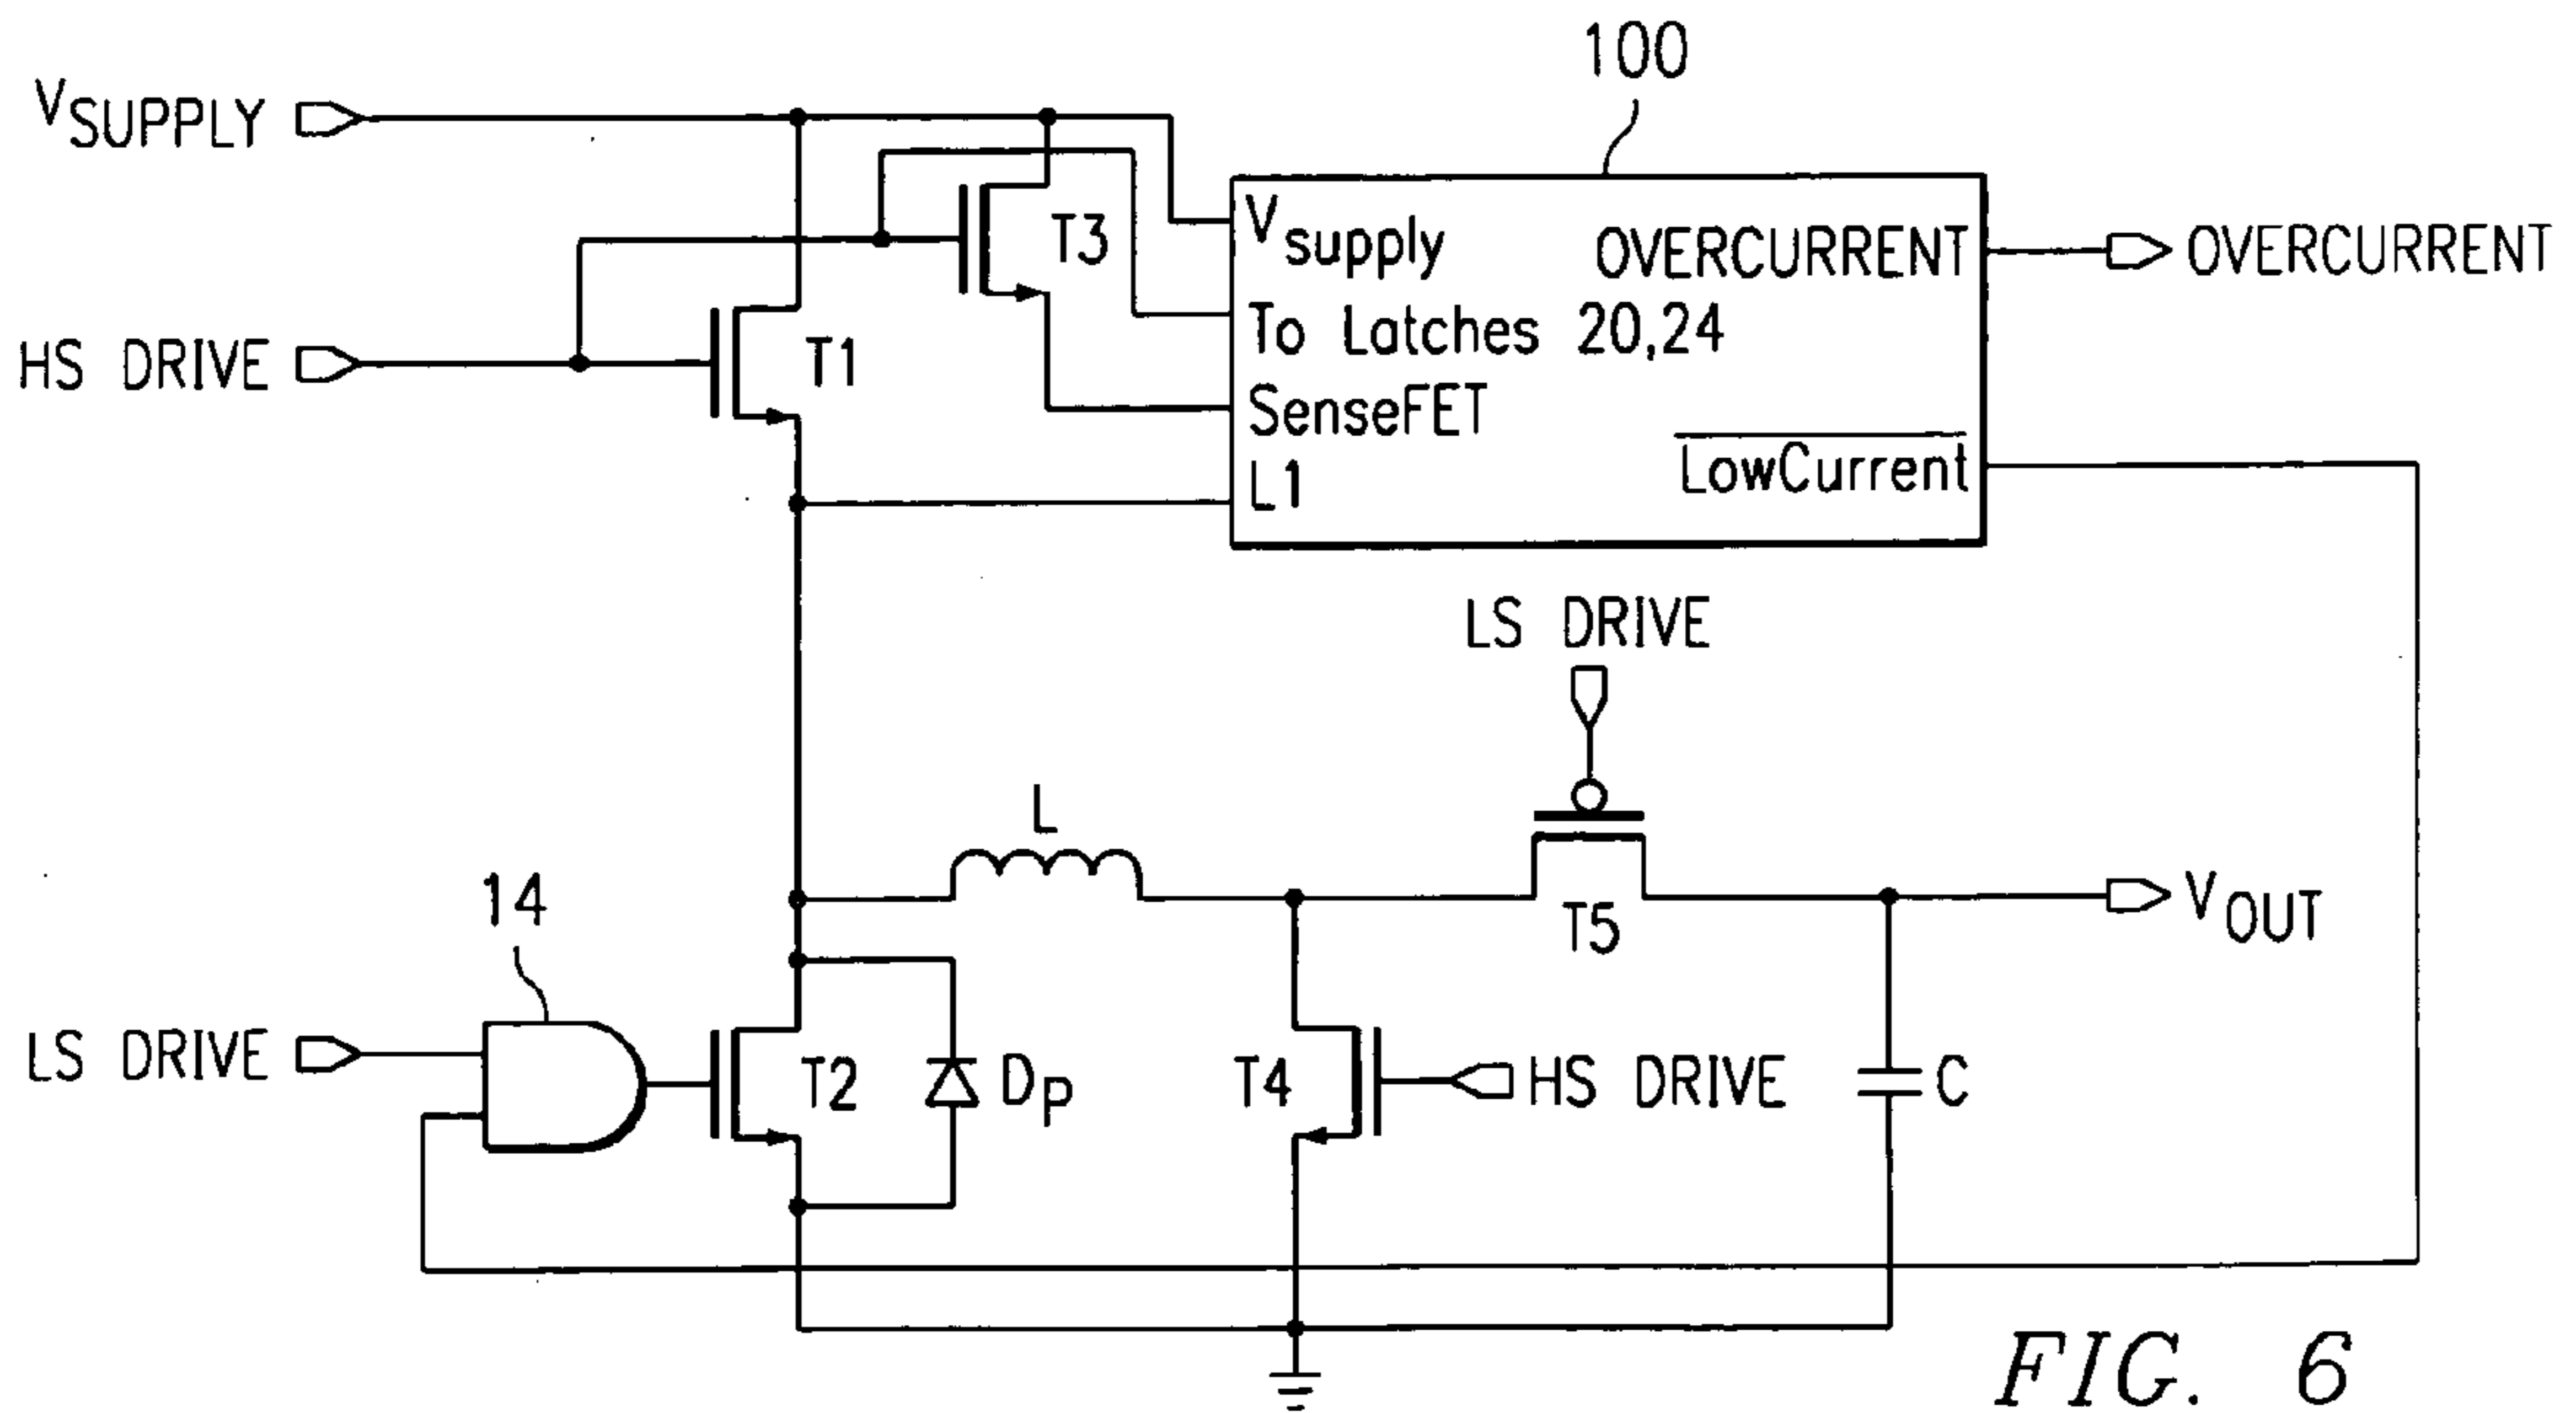 100
VSUPPLY
Vsupply
T3
OVERCURRENT
OVERCURRENT
To Latches 20,24
HS DRIVE
T1
SenseFET
LowCurrent
L1
LS DRIVE
L
14
T5
VOUT
LS DRIVE
T2
DP
T4
HS DRIVE
C
FIG. 6